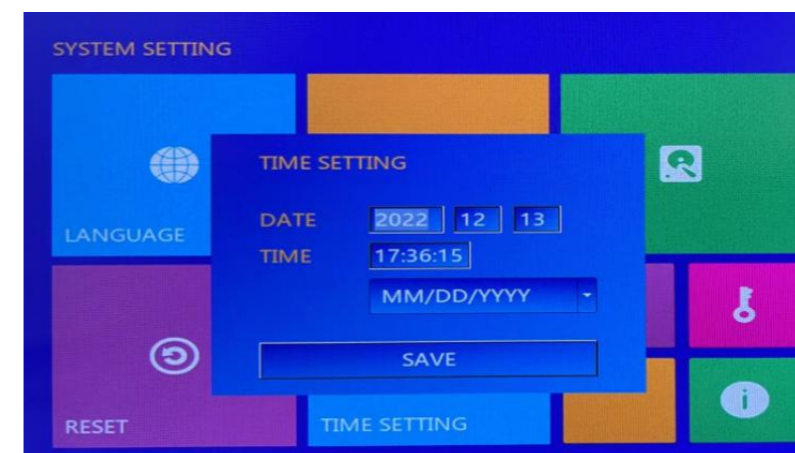 SYSTEM SETTING
TIME SETTING
DATE 2022 12 13
LANGUAGE
TIME 17:36:15
MM/DD/YYYY
SAVE
RESET
TIME SETTING